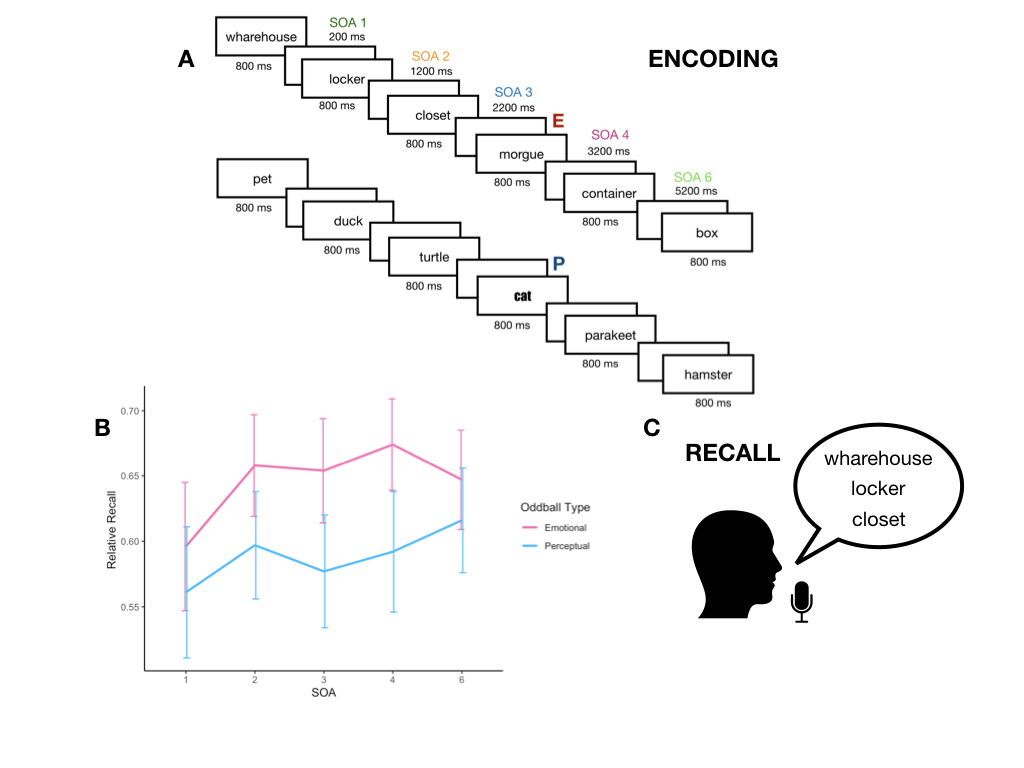 A
ENCODING
wharehouse
800 ms
SOA 1
200 ms
locker
800 ms
SOA 2
1200 ms
closet
800 ms
SOA 3
2200 ms
E
morgue
800 ms
SOA 4
3200 ms
container
800 ms
SOA 6
5200 ms
box
800 ms
pet
800 ms
duck
800 ms
turtle
800 ms
P
cat
800 ms
parakeet
800 ms
hamster
800 ms
B
Relative Recall
0.70
0.65
0.60
0.55
1 2 3 4 6
SOA
Oddball Type
Emotional
Perceptual
C
RECALL
wharehouse
locker
closet